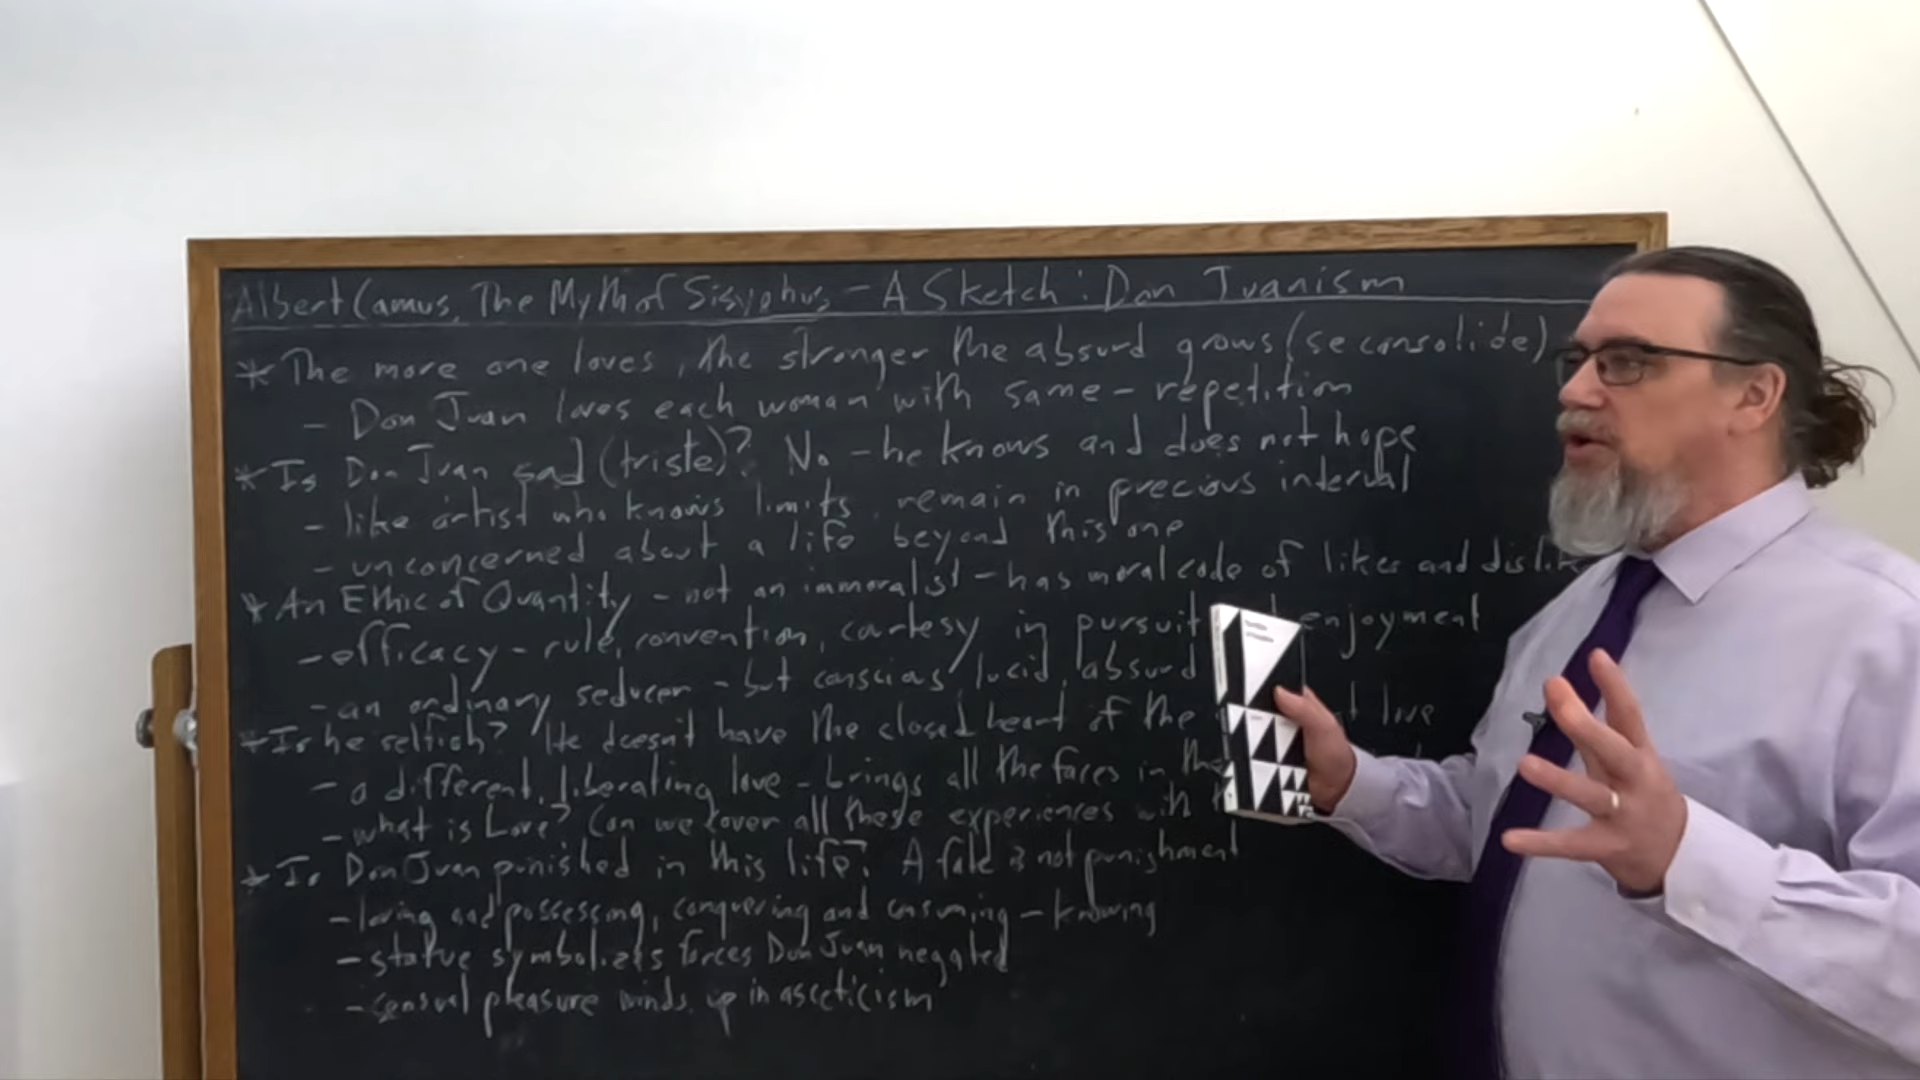 Albert Camus, The Myth of Sisyphus - A Sketch: Don Juanism
* The more one loves, the stronger the absurd grows (se consolide)
- Don Juan loves each woman with same - repetition
* Is Don Juan sad (triste)? No - he knows and does not hope
- like artist who knows limits, remain in precious interval
- unconcerned about a life beyond this one
* An Ethic of Quantity - not an immoralist - has moral code of likes and dislik
- efficacy - rule, convention, courtesy in pursuit enjoyment
- an ordinary seducer - but conscious, lucid, absurd
* Is he selfish? He doesn't have the closed heart of the love
- a different, liberating love - brings all the faces in the
- what is Love? Can we cover all these experiences with
* Is Don Juan punished in this life? A fate is not punishment
- loving and possessing, conquering and consuming - knowing
- statue symbolizes forces Don Juan negated
- sensual pleasure winds up in asceticism